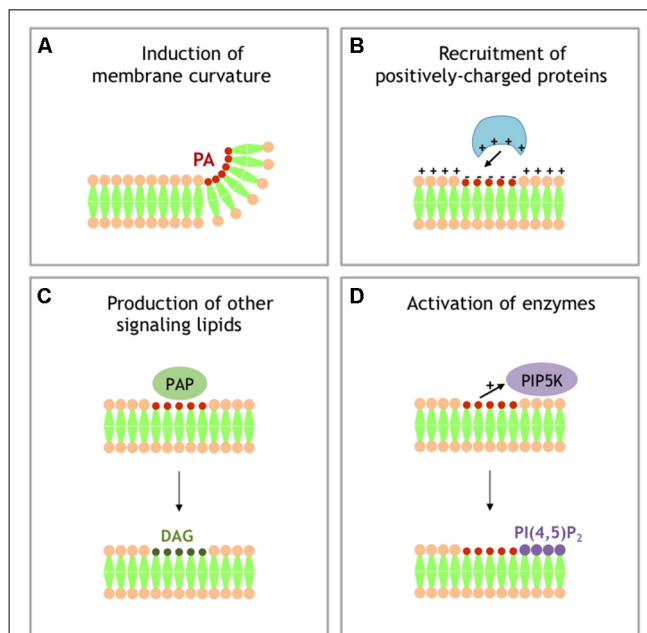 A
Induction of
membrane curvature
PA
B
Recruitment of
positively-charged proteins
+ + + +
+ + + + - - - - - + + + +
C
Production of other
signaling lipids
PAP
DAG
D
Activation of enzymes
+
PIP5K
PI(4,5)P₂